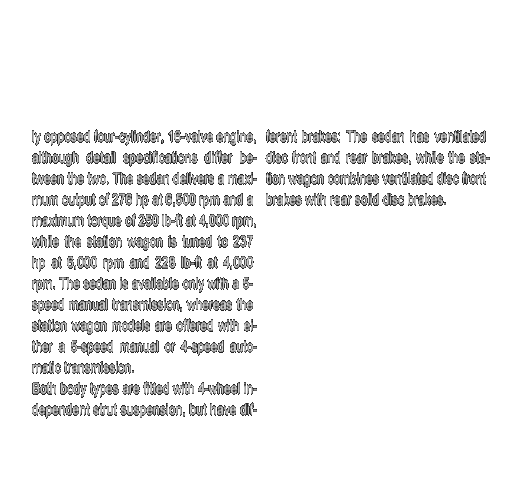 ly opposed four-cylinder, 16-valve engine,
although detail specifications differ be-
tween the two. The sedan delivers a maxi-
mum output of 276 hp at 6,500 rpm and a
maximum torque of 260 lb-ft at 4,000 rpm,
while the station wagon is tuned to 237
hp at 6,000 rpm and 228 lb-ft at 4,000
rpm. The sedan is available only with a 5-
speed manual transmission, whereas the
station wagon models are offered with ei-
ther a 5-speed manual or 4-speed auto-
matic transmission.
Both body types are fitted with 4-wheel in-
dependent strut suspension, but have dif-
ferent brakes: The sedan has ventilated
disc front and rear brakes, while the sta-
tion wagon combines ventilated disc front
brakes with rear solid disc brakes.